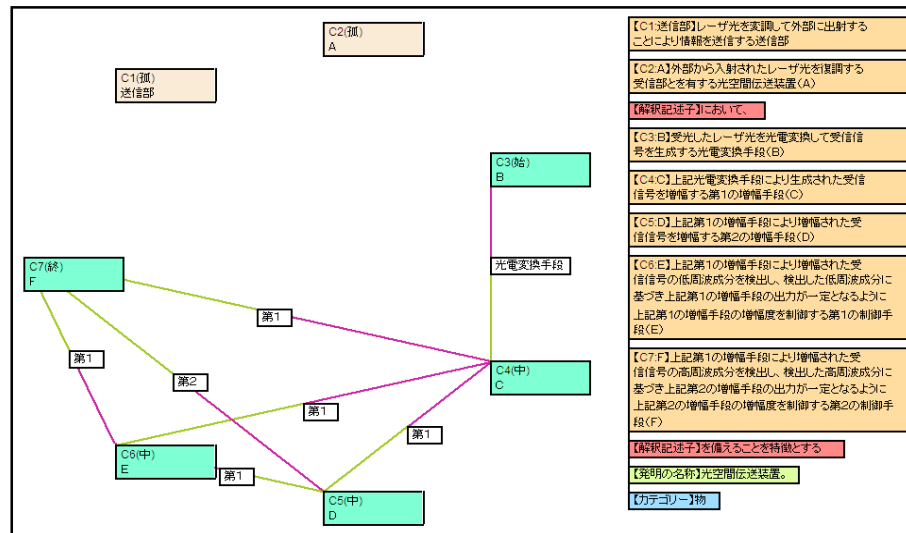 C2(孤)
A
C1(孤)
送信部
C3(始)
B
光電変換手段
C7(終)
F
第1
第1
第2
C4(中)
C
第1
第1
C6(中)
E
第1
C5(中)
D
【C1:送信部】レーザ光を変調して外部に出射する
ことにより情報を送信する送信部
【C2:A】外部から入射されたレーザ光を復調する
受信部とを有する光空間伝送装置(A)
【解釈記述子】において、
【C3:B】受光したレーザ光を光電変換して受信信
号を生成する光電変換手段(B)
【C4:C】上記光電変換手段により生成された受信
信号を増幅する第1の増幅手段(C)
【C5:D】上記第1の増幅手段により増幅された受
信信号を増幅する第2の増幅手段(D)
【C6:E】上記第1の増幅手段により増幅された受
信信号の低周波成分を検出し、検出した低周波成分に
基づき上記第1の増幅手段の出力が一定となるように
上記第1の増幅手段の増幅度を制御する第1の制御手
段(E)
【C7:F】上記第1の増幅手段により増幅された受
信信号の高周波成分を検出し、検出した高周波成分に
基づき上記第2の増幅手段の出力が一定となるように
上記第2の増幅手段の増幅度を制御する第2の制御手
段(F)
【解釈記述子】を備えることを特徴とする
【発明の名称】光空間伝送装置。
【カテゴリー】物